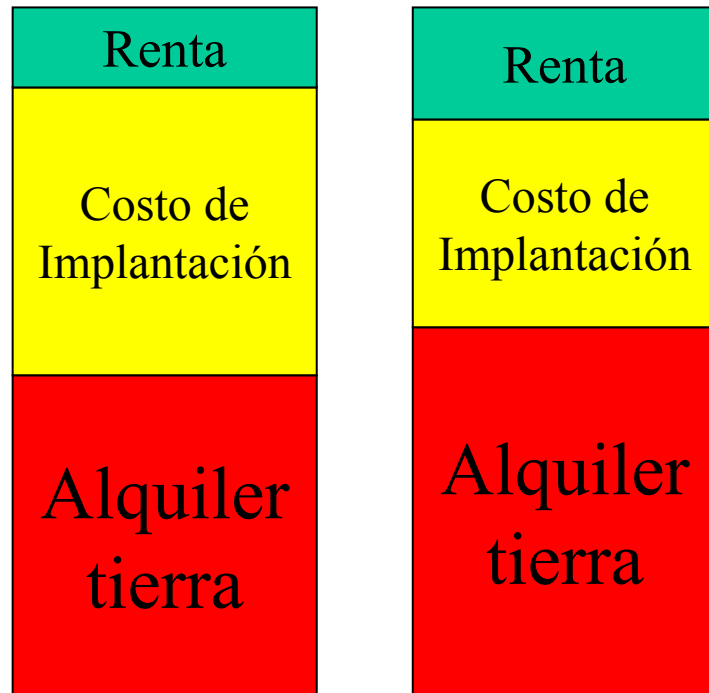 Renta
Costo de
Implantación
Alquiler
tierra
Renta
Costo de
Implantación
Alquiler
tierra